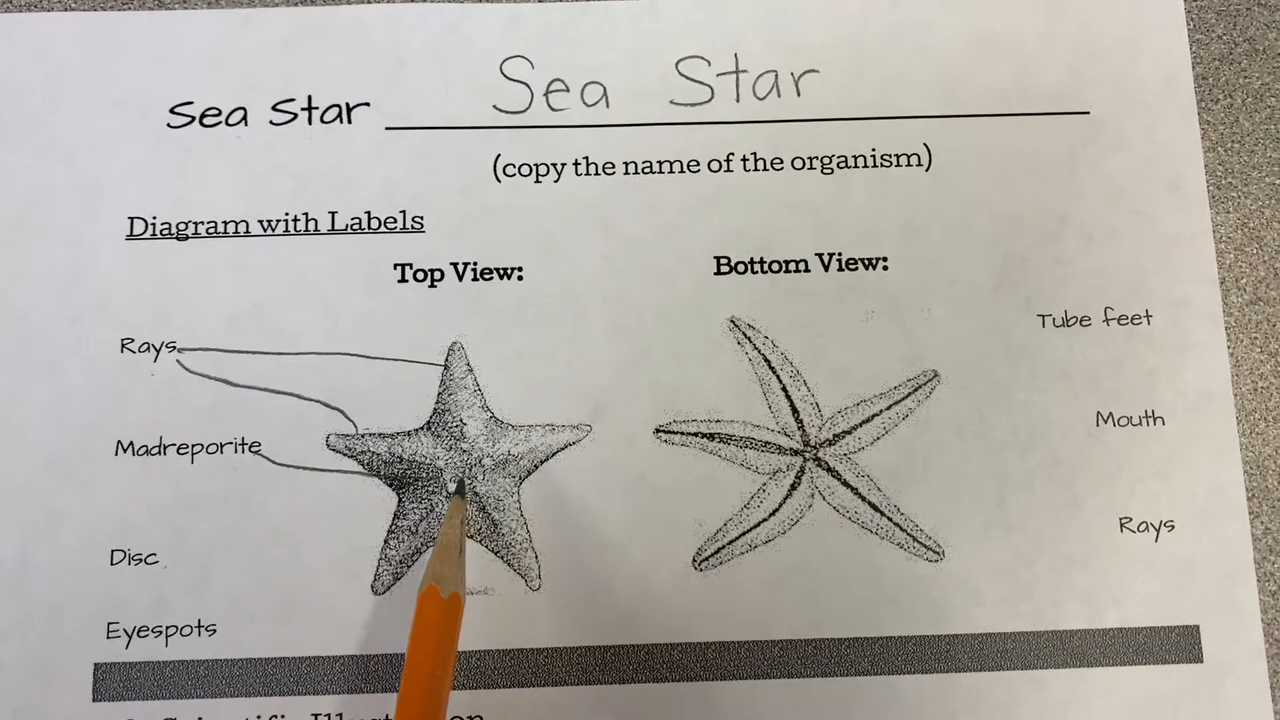 Sea Star Sea Star
(copy the name of the organism)
Diagram with Labels
Top View:
Bottom View:
Rays
Madreporite
Disc
Eyespots
Tube feet
Mouth
Rays